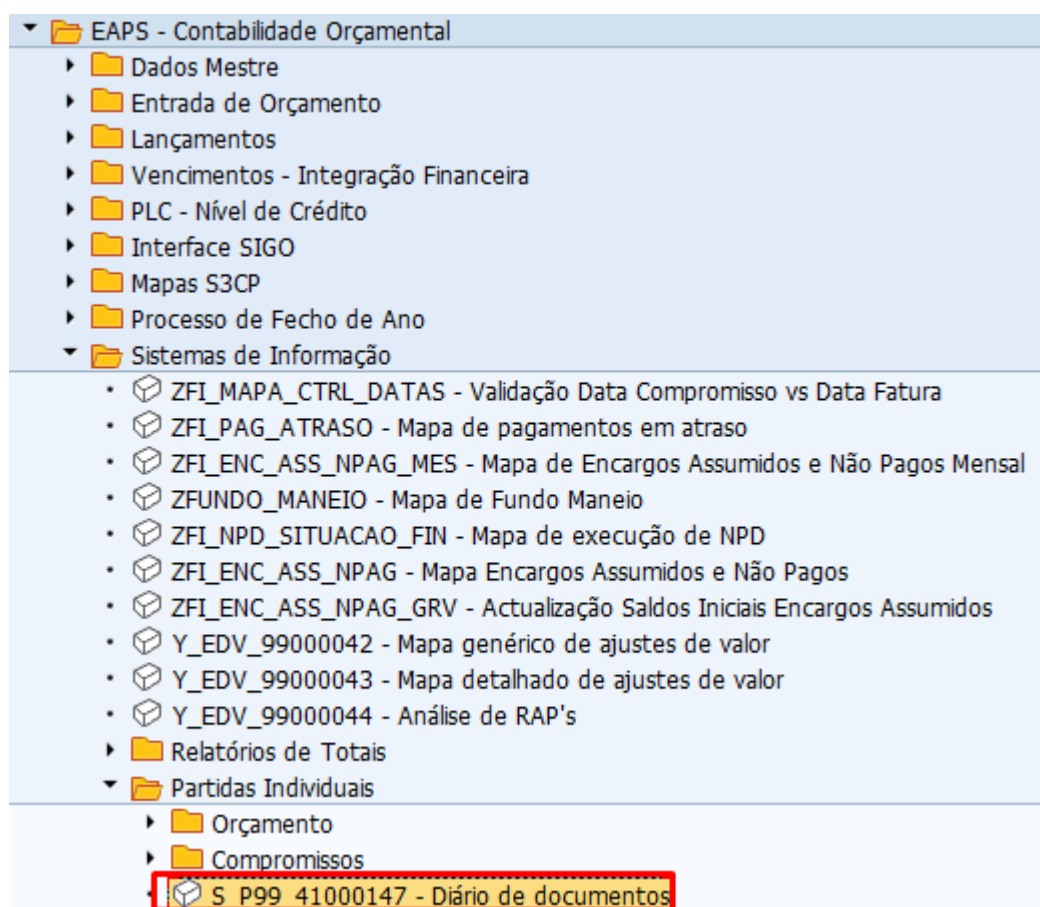 EAPS - Contabilidade Orçamental
Dados Mestre
Entrada de Orçamento
Lançamentos
Vencimentos - Integração Financeira
PLC - Nível de Crédito
Interface SIGO
Mapas S3CP
Processo de Fecho de Ano
Sistemas de Informação
ZFI_MAPA_CTRL_DATAS - Validação Data Compromisso vs Data Fatura
ZFI_PAG_ATRASO - Mapa de pagamentos em atraso
ZFI_ENC_ASS_NPAG_MES - Mapa de Encargos Assumidos e Não Pagos Mensal
ZFUNDO_MANEIO - Mapa de Fundo Maneio
ZFI_NPD_SITUACAO_FIN - Mapa de execução de NPD
ZFI_ENC_ASS_NPAG - Mapa Encargos Assumidos e Não Pagos
ZFI_ENC_ASS_NPAG_GRV - Actualização Saldos Iniciais Encargos Assumidos
Y_EDV_99000042 - Mapa genérico de ajustes de valor
Y_EDV_99000043 - Mapa detalhado de ajustes de valor
Y_EDV_99000044 - Análise de RAP's
Relatórios de Totais
Partidas Individuais
Orçamento
Compromissos
S_P99_41000147 - Diário de documentos